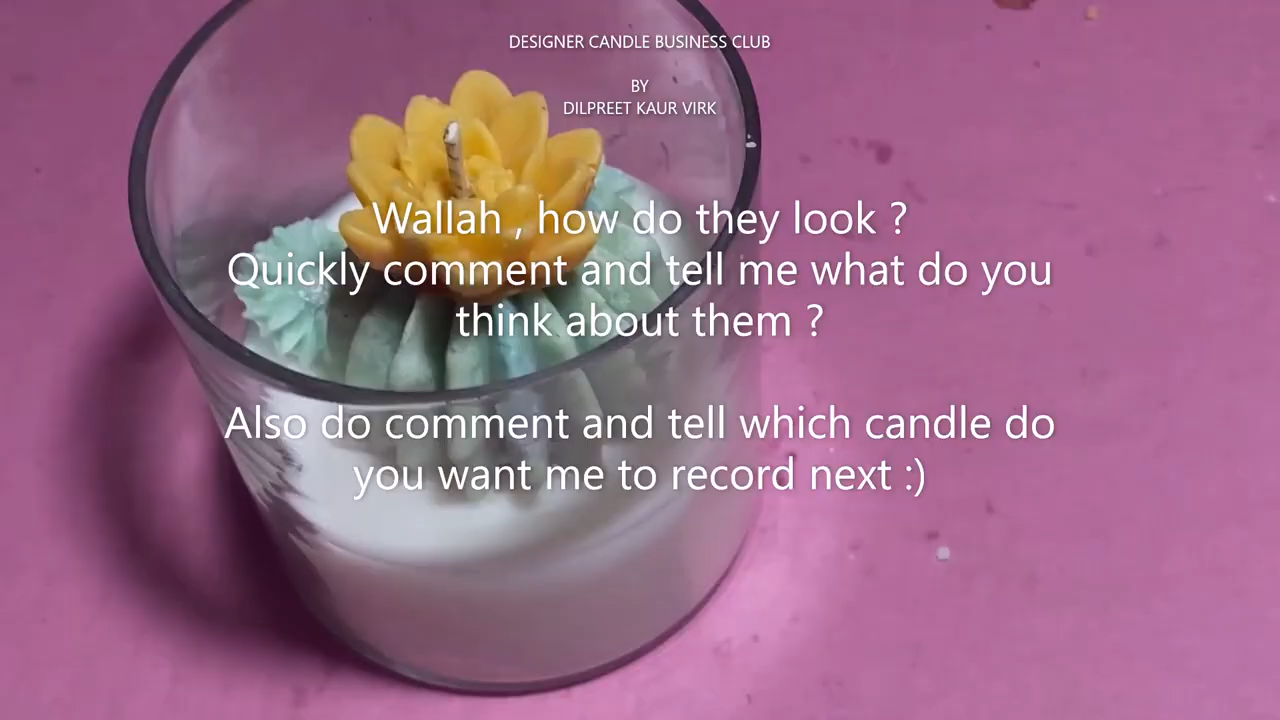 DESIGNER CANDLE BUSINESS CLUB
BY
DILPREET KAUR VIRK
Wallah , how do they look ?
Quickly comment and tell me what do you
think about them ?
Also do comment and tell which candle do
you want me to record next :)